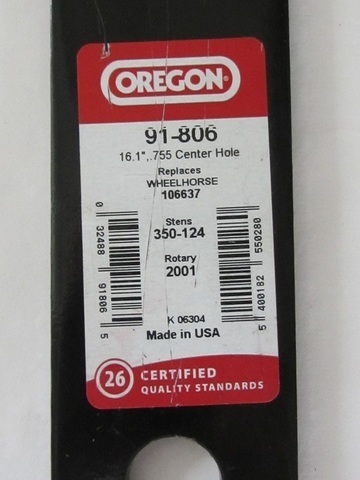 OREGON®
91-806
16.1",.755 Center Hole
Replaces
WHEELHORSE
106637
Stens
350-124
Rotary
2001
K 06304
Made in USA
0 32488 91806 5
5 400182 550280
26 CERTIFIED
QUALITY STANDARDS